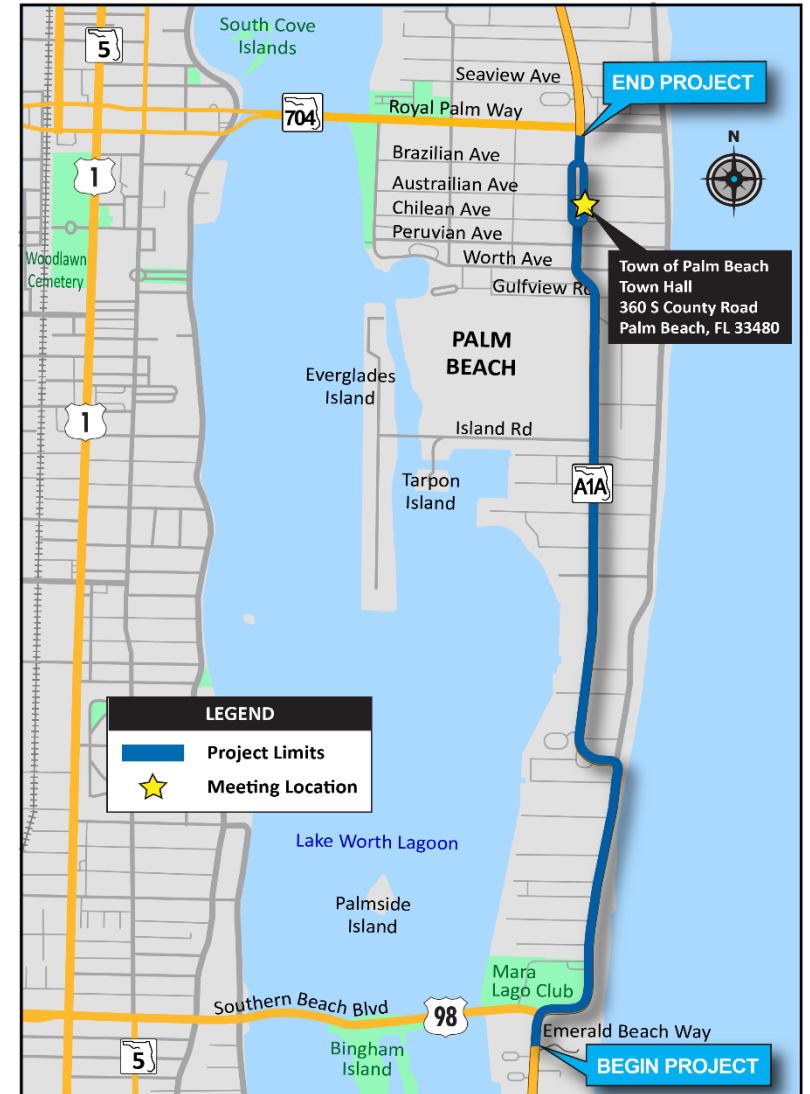 South Cove
Islands
5
Seaview Ave
END PROJECT
704
Royal Palm Way
N
Brazilian Ave
1
Austrailian Ave
Chilean Ave
Peruvian Ave
Woodlawn
Cemetery
Worth Ave
Town of Palm Beach
Town Hall
360 S County Road
Palm Beach, FL 33480
Gulfview Rd
PALM
BEACH
Everglades
Island
1
Island Rd
Tarpon
Island
A1A
LEGEND
Project Limits
Meeting Location
Lake Worth Lagoon
Palmside
Island
Mara
Lago Club
Southern Beach Blvd
98
Emerald Beach Way
5
Bingham
Island
BEGIN PROJECT